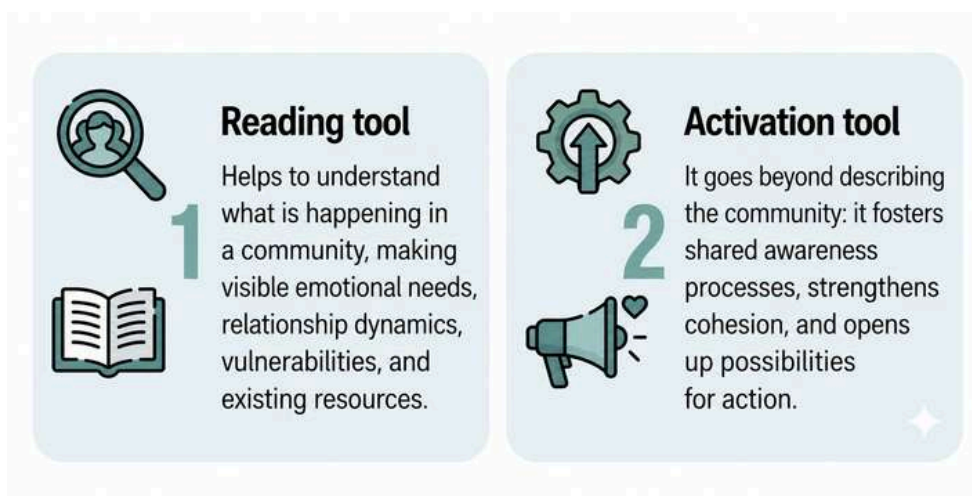 Reading tool
1
Helps to understand
what is happening in
a community, making
visible emotional needs,
relationship dynamics,
vulnerabilities, and
existing resources.
Activation tool
2
It goes beyond describing
the community: it fosters
shared awareness
processes, strengthens
cohesion, and opens
up possibilities
for action.